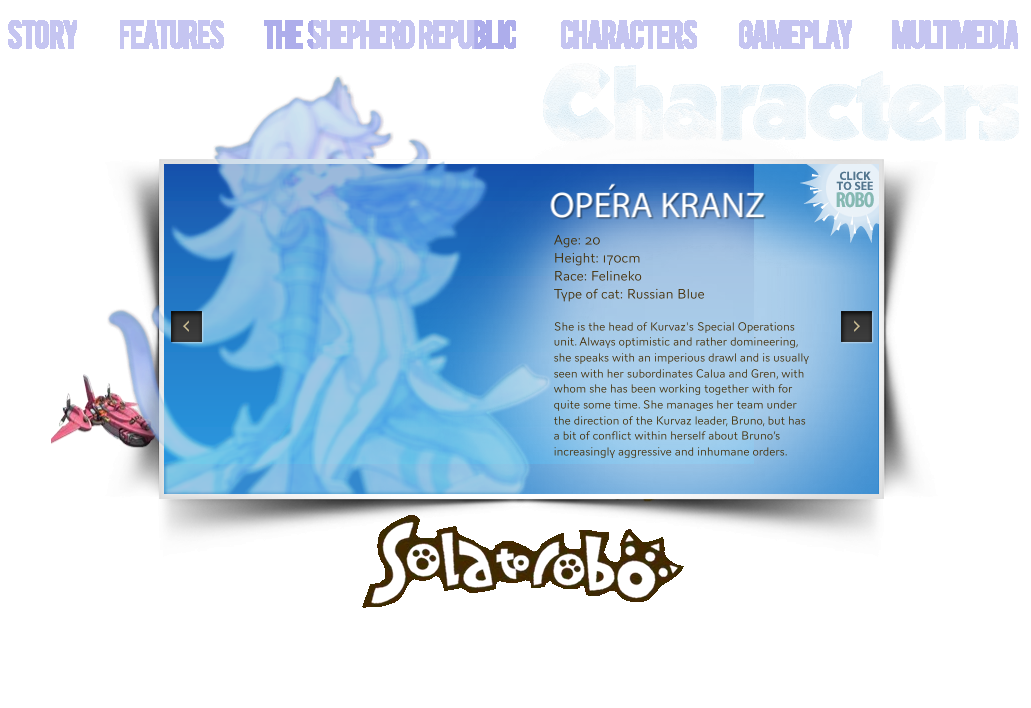 STORY FEATURES THE SHEPHERD REPUBLIC CHARACTERS GAMEPLAY MULTIMEDIA
Characters
CLICK
TO SEE
ROBO
OPÉRA KRANZ
Age: 20
Height: 170cm
Race: Felineko
Type of cat: Russian Blue
She is the head of Kurvaz's Special Operations
unit. Always optimistic and rather domineering,
she speaks with an imperious drawl and is usually
seen with her subordinates Calua and Gren, with
whom she has been working together with for
quite some time. She manages her team under
the direction of the Kurvaz leader, Bruno, but has
a bit of conflict within herself about Bruno's
increasingly aggressive and inhumane orders.
Solatorobo